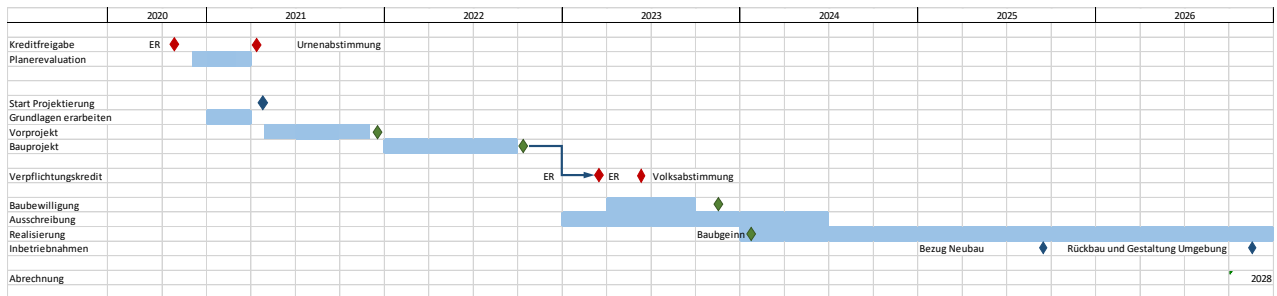 2020 2021 2022 2023 2024 2025 2026
Kreditfreigabe ER Urnenabstimmung
Planerevaluation
Start Projektierung
Grundlagen erarbeiten
Vorprojekt
Bauprojekt
Verpflichtungskredit ER ER Volksabstimmung
Baubewilligung
Ausschreibung
Realisierung Baubgeinn
Inbetriebnahmen Bezug Neubau Rückbau und Gestaltung Umgebung
Abrechnung 2028